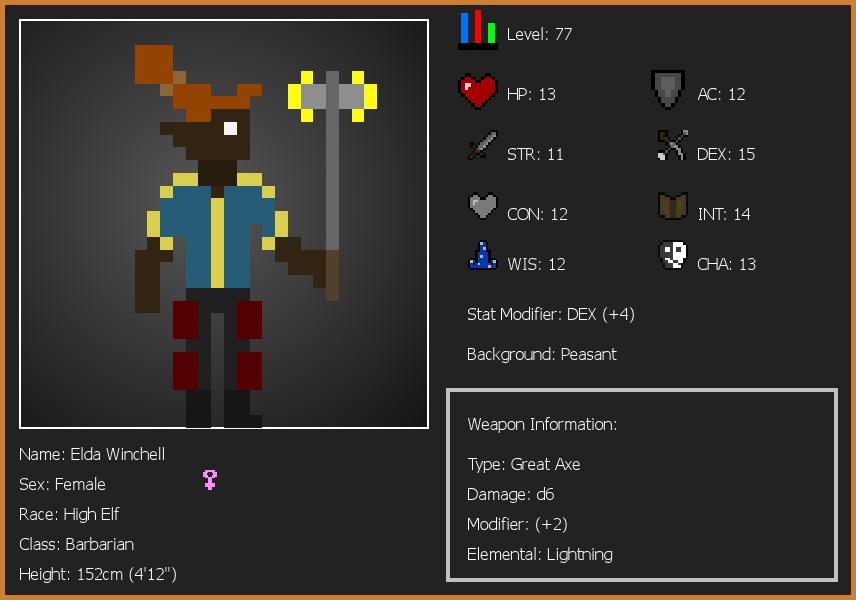 Level: 77
HP: 13
AC: 12
STR: 11
DEX: 15
CON: 12
INT: 14
WIS: 12
CHA: 13
Stat Modifier: DEX (+4)
Background: Peasant
Weapon Information:
Type: Great Axe
Damage: d6
Modifier: (+2)
Elemental: Lightning
Name: Elda Winchell
Sex: Female
Race: High Elf
Class: Barbarian
Height: 152cm (4'12")